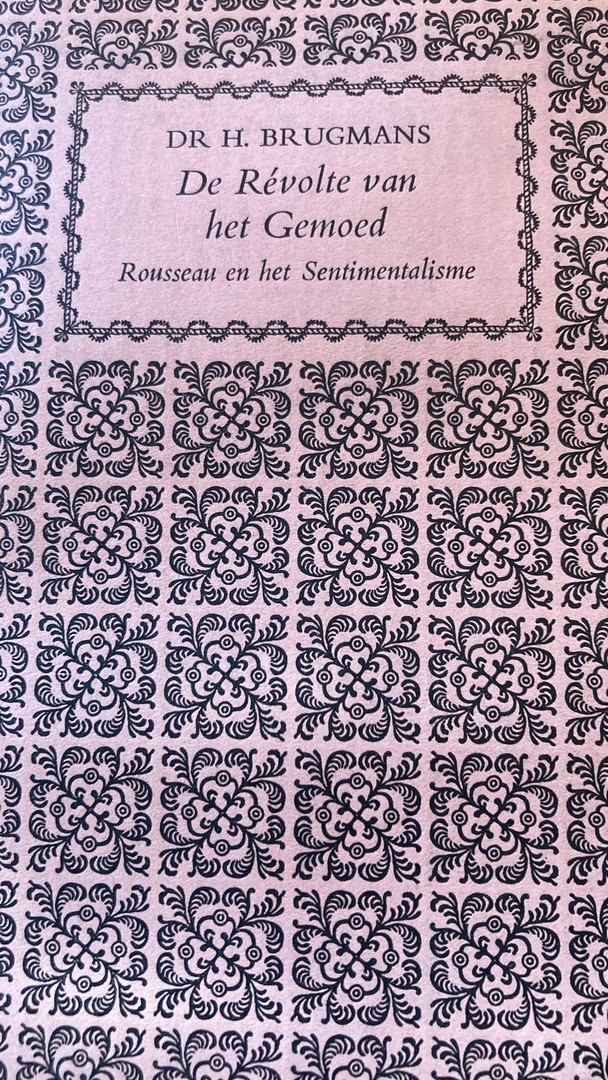 DR H. BRUGMANS
De Révolte van
het Gemoed
Rousseau en het Sentimentalisme